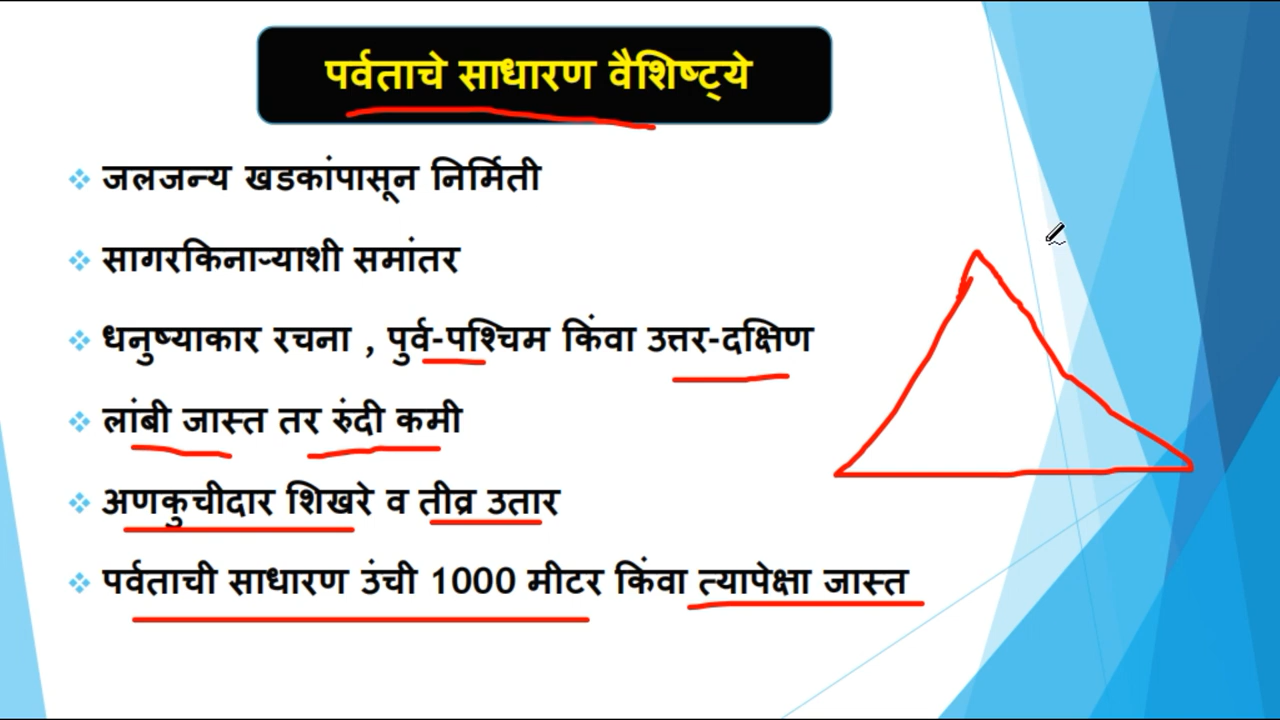 पर्वताचे साधारण वैशिष्ट्ये
जलजन्य खडकांपासून निर्मिती
सागरकिनाऱ्याशी समांतर
धनुष्याकार रचना , पुर्व-पश्चिम किंवा उत्तर-दक्षिण
लांबी जास्त तर रुंदी कमी
अणकुचीदार शिखरे व तीव्र उतार
पर्वताची साधारण उंची 1000 मीटर किंवा त्यापेक्षा जास्त